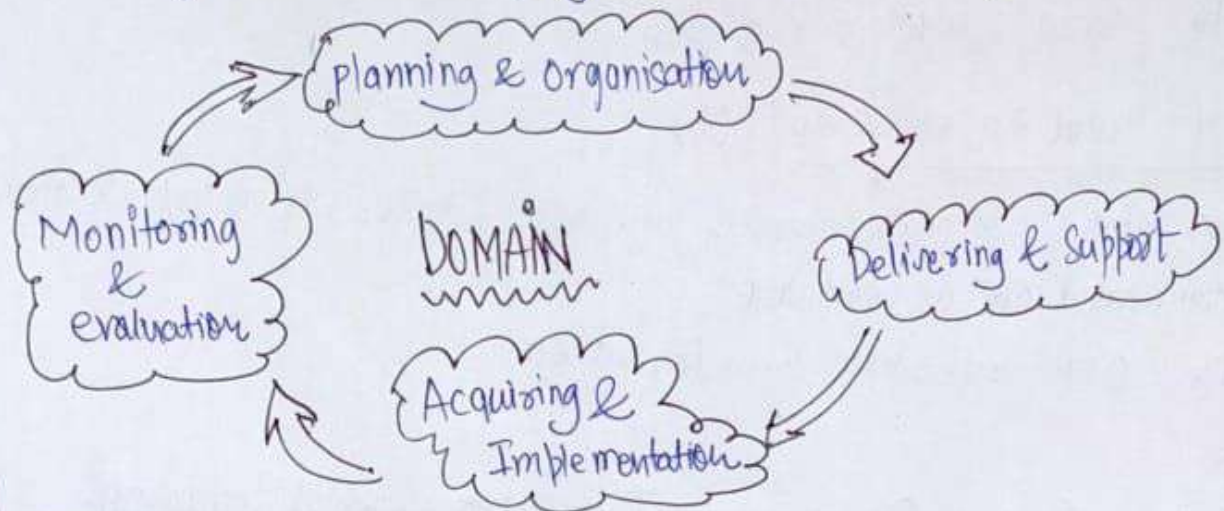 planning & organisation
Monitoring
&
evaluation
DOMAIN
Delivering & Support
Acquiring &
Implementation